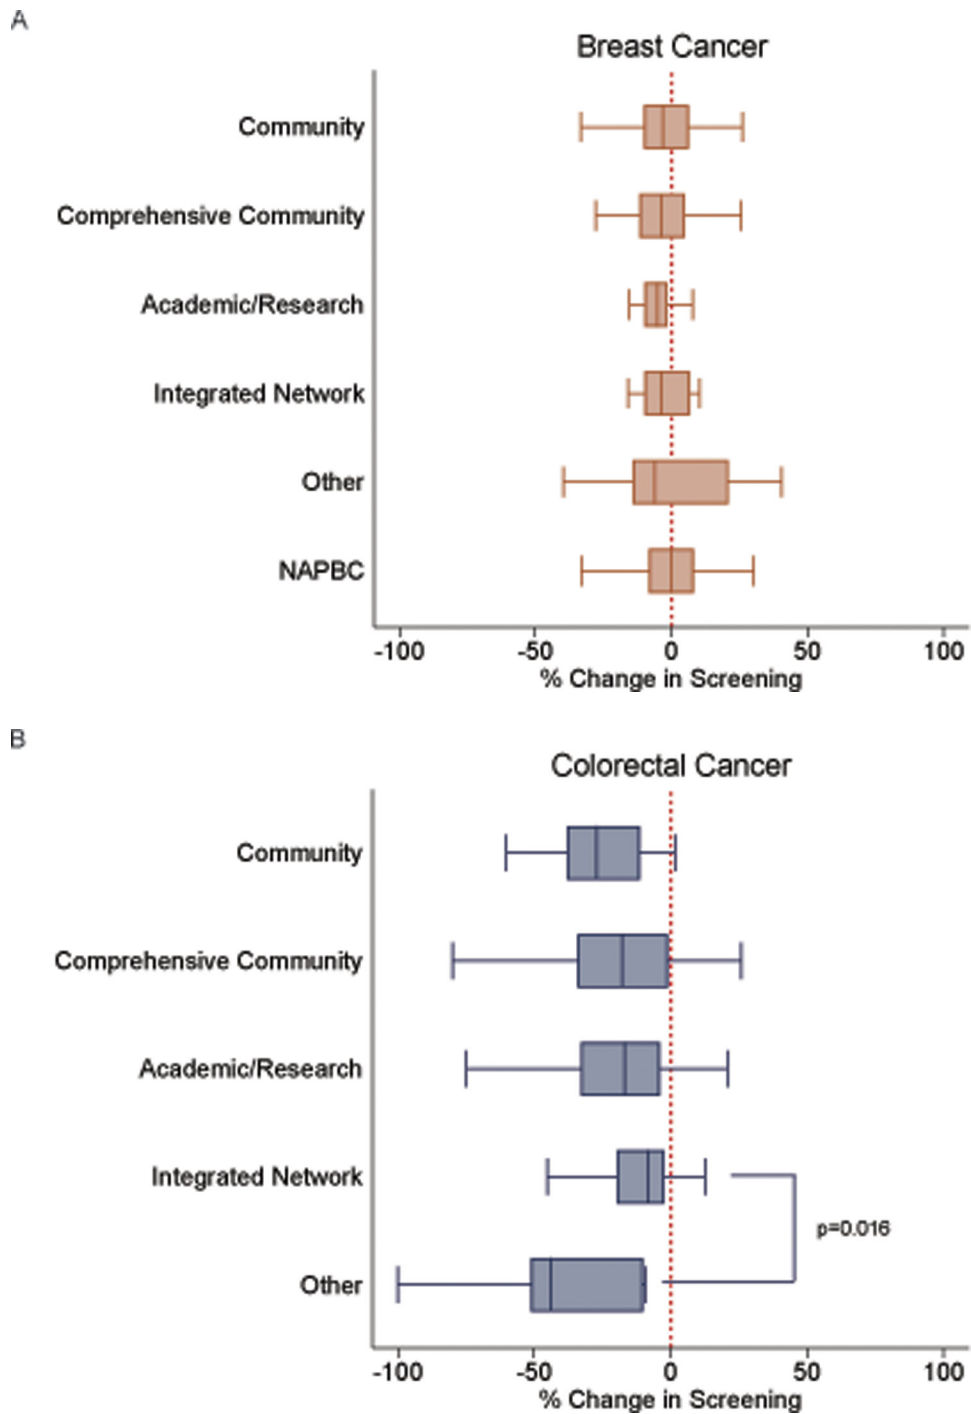 A
Breast Cancer
Community
Comprehensive Community
Academic/Research
Integrated Network
Other
NAPBC
-100 -50 0 50 100
% Change in Screening
B
Colorectal Cancer
Community
Comprehensive Community
Academic/Research
Integrated Network
p=0.016
Other
-100 -50 0 50 100
% Change in Screening